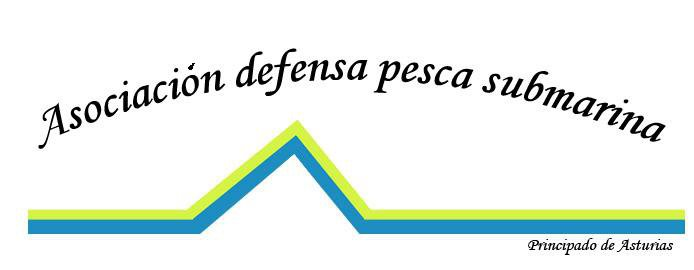 Asociación defensa pesca submarina
Principado de Asturias